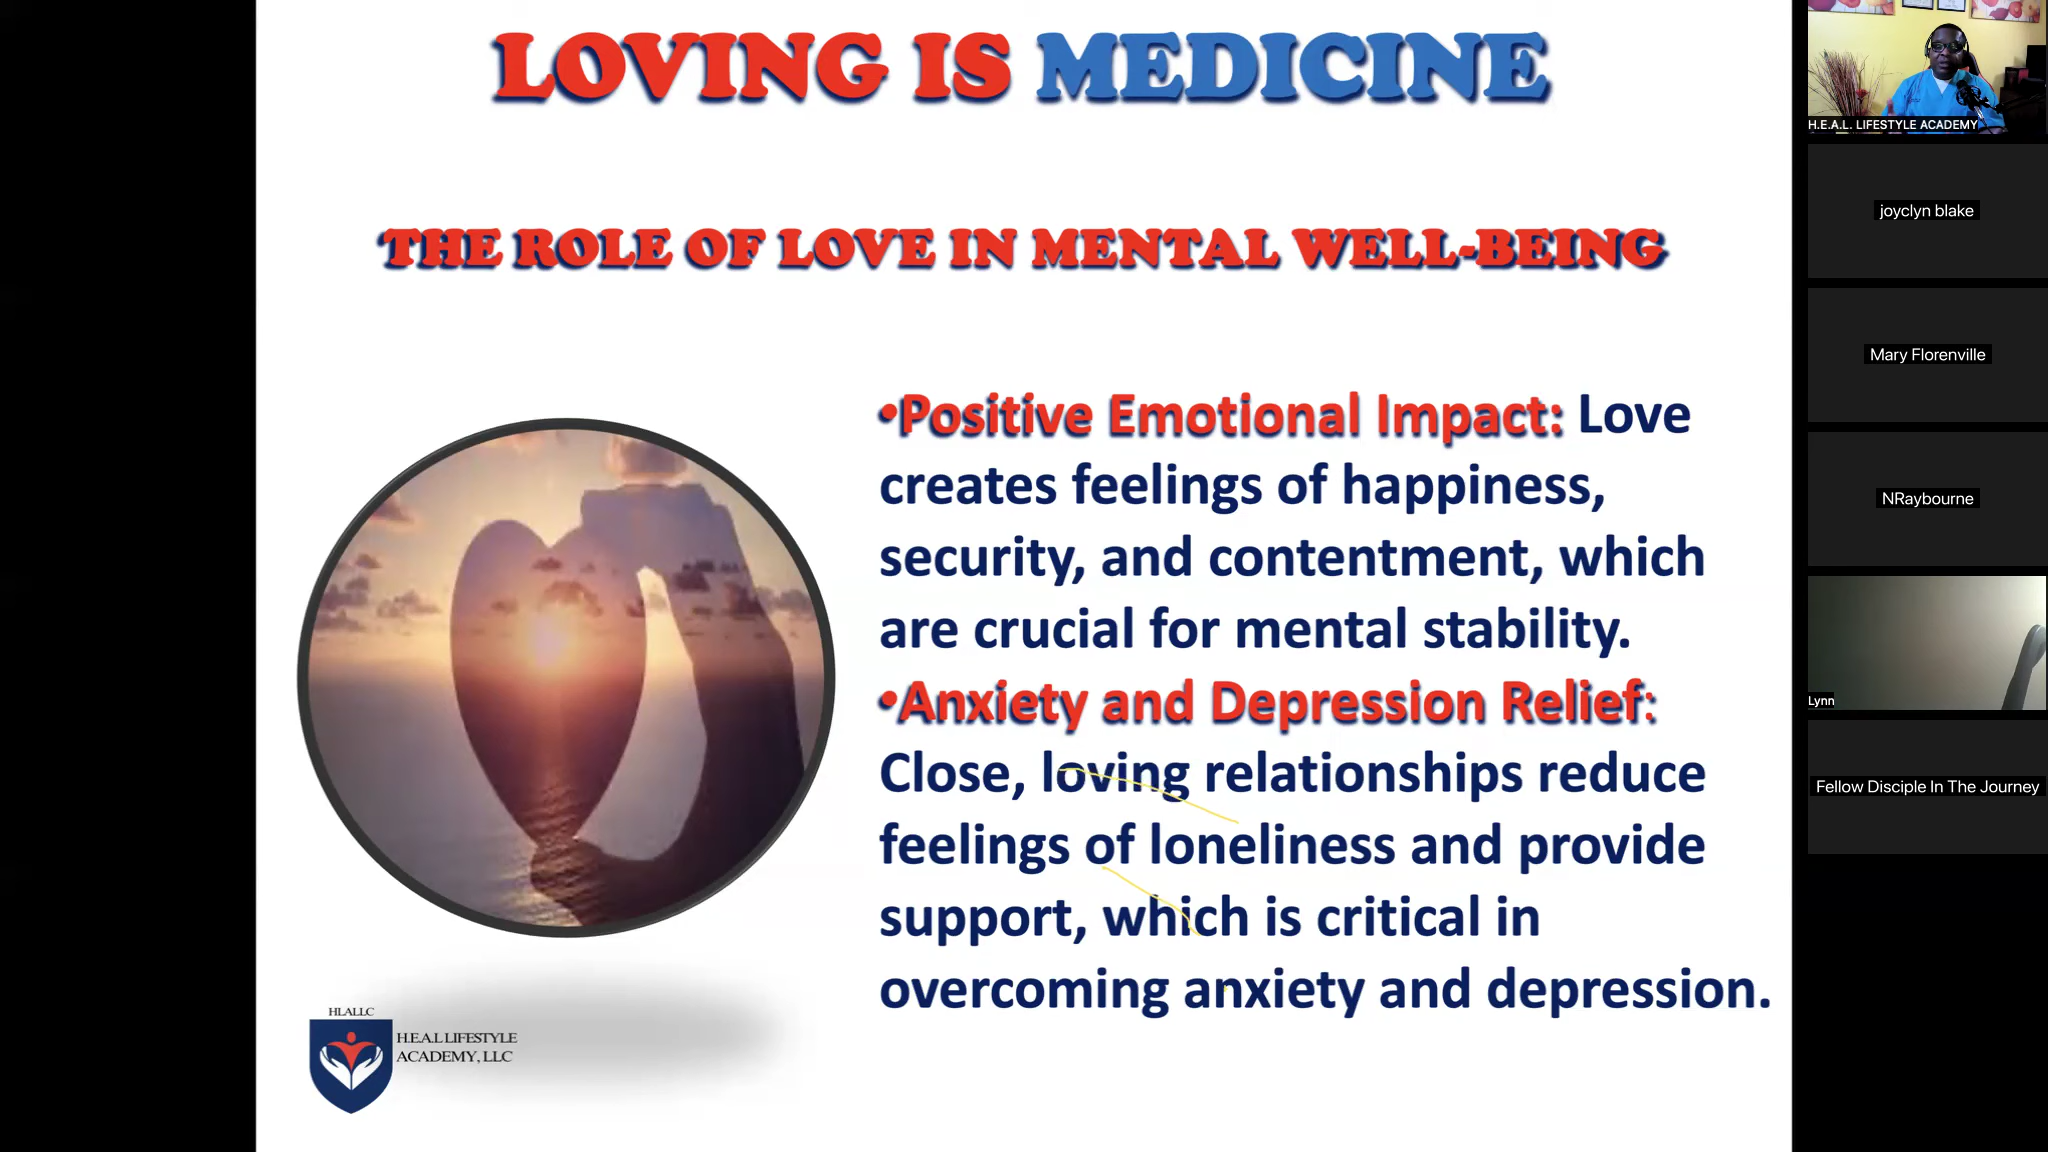 LOVING IS MEDICINE
THE ROLE OF LOVE IN MENTAL WELL-BEING
•Positive Emotional Impact: Love
creates feelings of happiness,
security, and contentment, which
are crucial for mental stability.
•Anxiety and Depression Relief:
Close, loving relationships reduce
feelings of loneliness and provide
support, which is critical in
overcoming anxiety and depression.
HLALLC
H.E.A.L LIFESTYLE
ACADEMY, LLC
H.E.A.L. LIFESTYLE ACADEMY
joyclyn blake
Mary Florenville
NRaybourne
Lynn
Fellow Disciple In The Journey